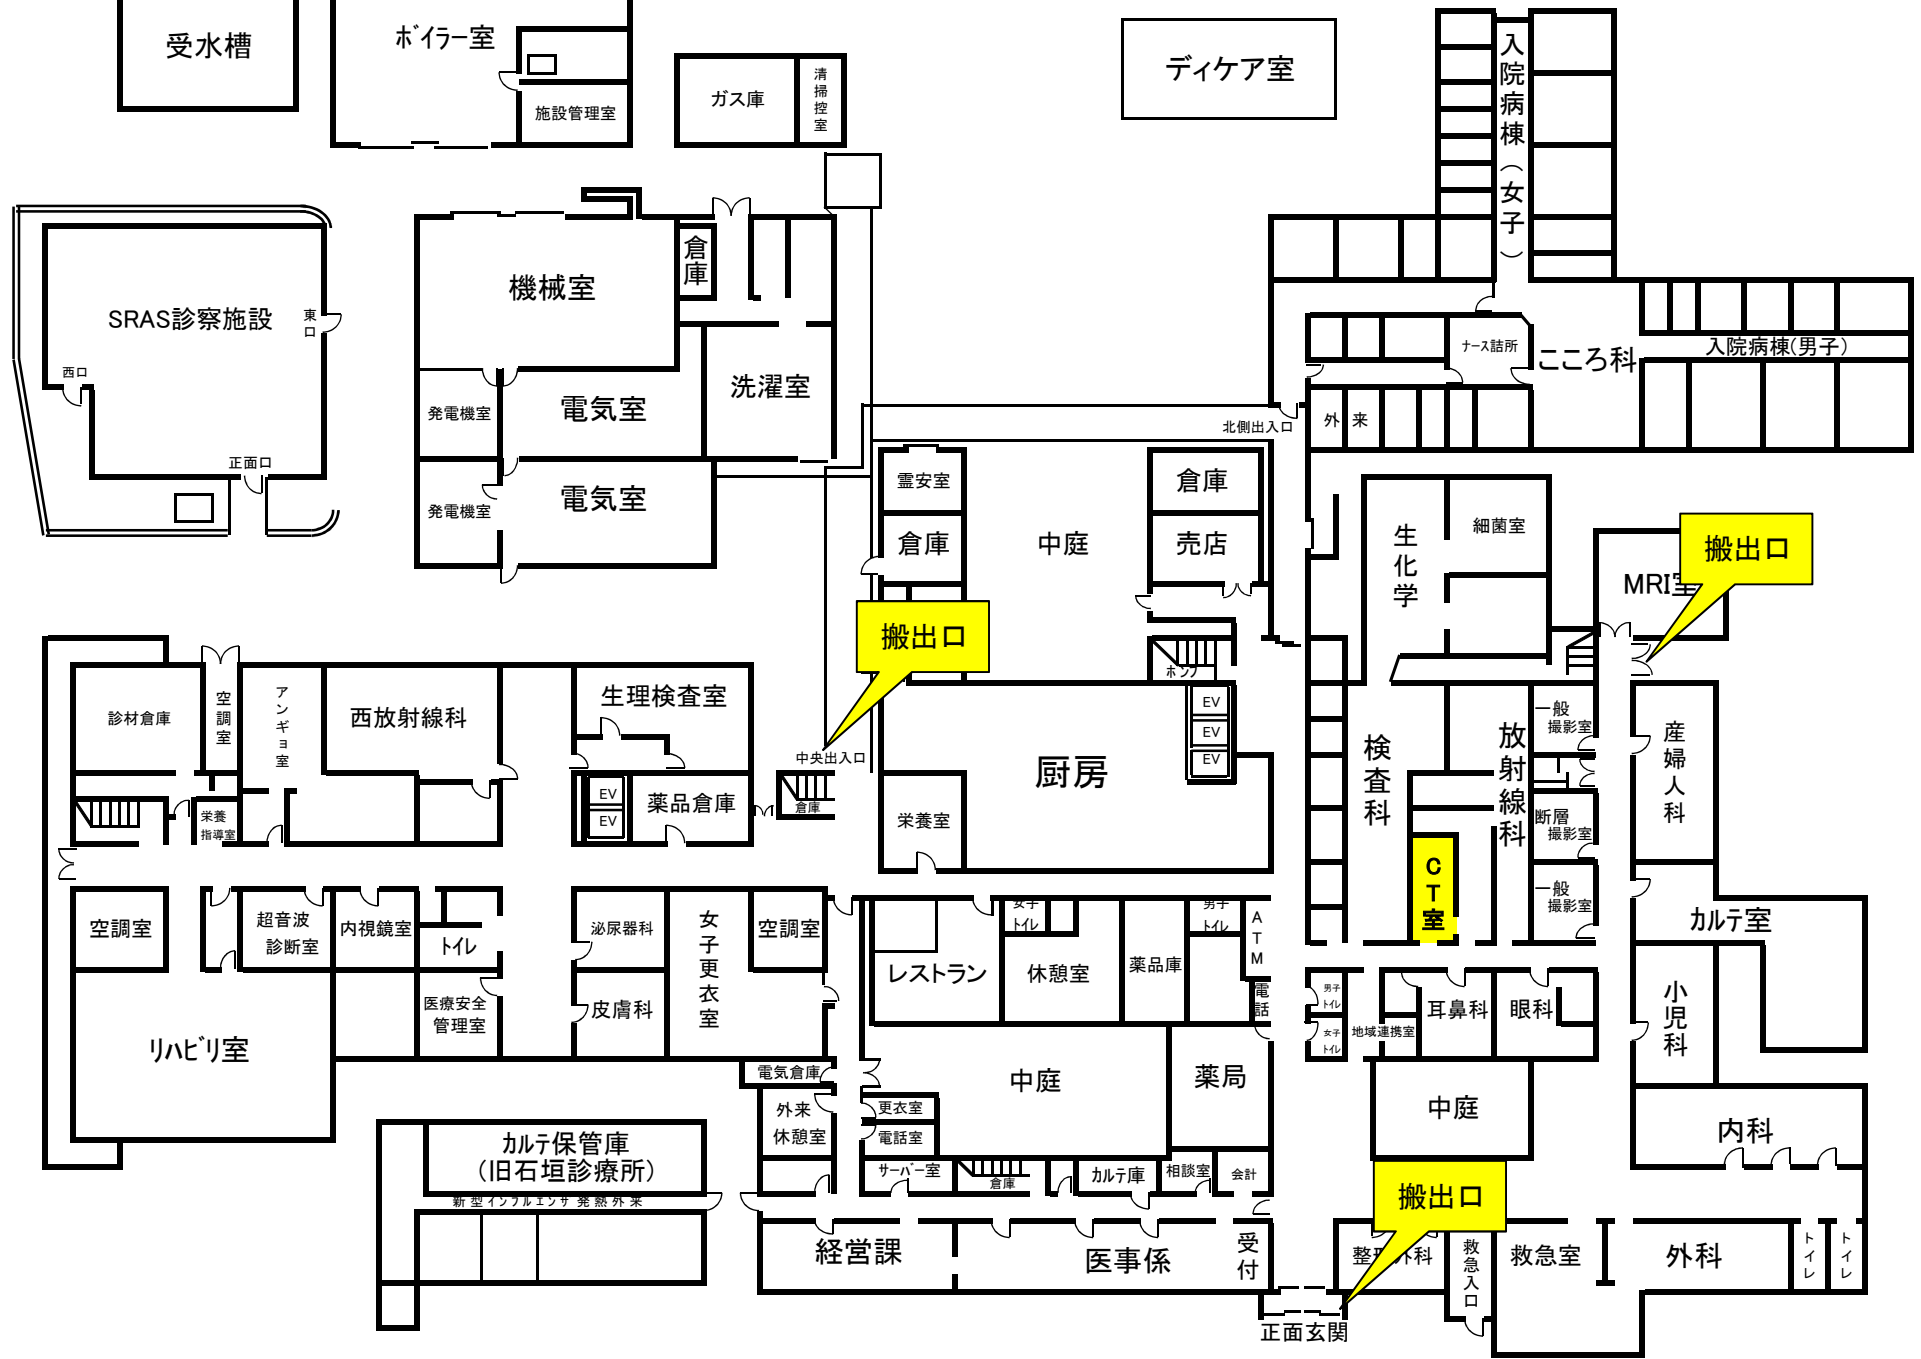 受水槽
ﾎﾞｲﾗｰ室
施設管理室
ガス庫
清掃控室
ディケア室
入院病棟（女子）
SRAS診察施設
東口
西口
正面口
機械室
倉庫
発電機室
電気室
洗濯室
発電機室
電気室
ﾅｰｽ詰所
こころ科
入院病棟(男子)
外来
北側出入口
霊安室
倉庫
中庭
倉庫
売店
生化学
細菌室
MRI室
搬出口
搬出口
ﾎﾟﾝﾌﾟ
EV
EV
EV
診材倉庫
空調室
アンギョ室
西放射線科
生理検査室
中央出入口
厨房
検査科
放射線科
一般
撮影室
産婦人科
栄養
指導室
EV
EV
薬品倉庫
倉庫
栄養室
CT室
断層
撮影室
一般
撮影室
空調室
超音波
診断室
内視鏡室
ﾄｲﾚ
泌尿器科
女子更衣室
空調室
レストラン
女子
ﾄｲﾚ
休憩室
薬品庫
男子
ﾄｲﾚ
ATM
電話
カルテ室
リハビリ室
医療安全
管理室
皮膚科
男子
ﾄｲﾚ
女子
ﾄｲﾚ
地域連携室
耳鼻科
眼科
小児科
電気倉庫
中庭
薬局
中庭
外来
休憩室
更衣室
電話室
内科
カルテ保管庫
（旧石垣診療所）
新型インフルエンザ発熱外来
サーバー室
倉庫
カルテ庫
相談室
会計
搬出口
経営課
医事係
受付
整形外科
救急入口
救急室
外科
トイレ
トイレ
正面玄関